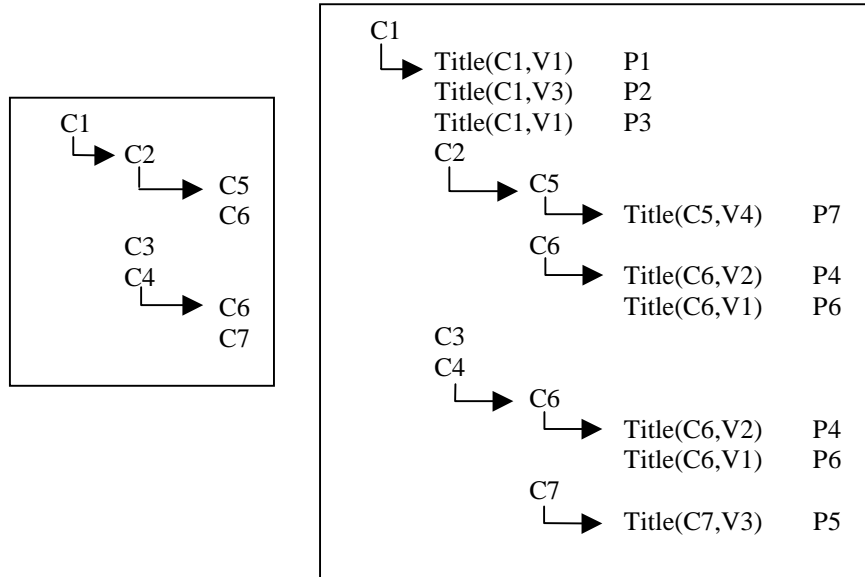 C1
C2
C5
C6
C3
C4
C6
C7
C1
Title(C1,V1) P1
Title(C1,V3) P2
Title(C1,V1) P3
C2
C5
Title(C5,V4) P7
C6
Title(C6,V2) P4
Title(C6,V1) P6
C3
C4
C6
Title(C6,V2) P4
Title(C6,V1) P6
C7
Title(C7,V3) P5